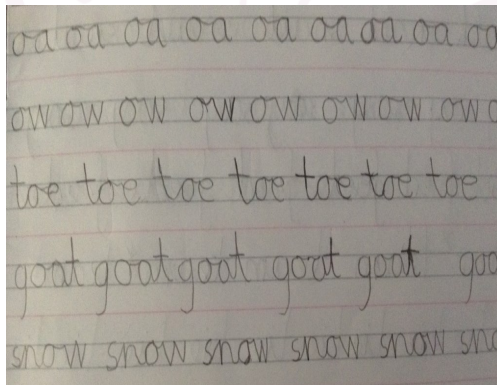 oa oa oa oa oa oa oa oa oa
ow ow ow ow ow ow ow ow
toe toe toe toe toe toe toe
goat goat goat goat goat
snow snow snow snow snow